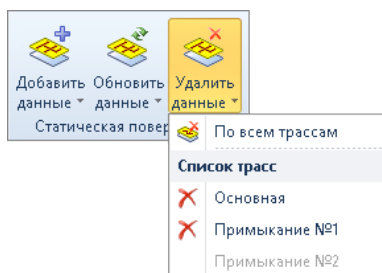 Добавить Обновить Удалить
данные данные данные
Статическая повер
По всем трассам
Список трасс
Основная
Примыкание №1
Примыкание №2